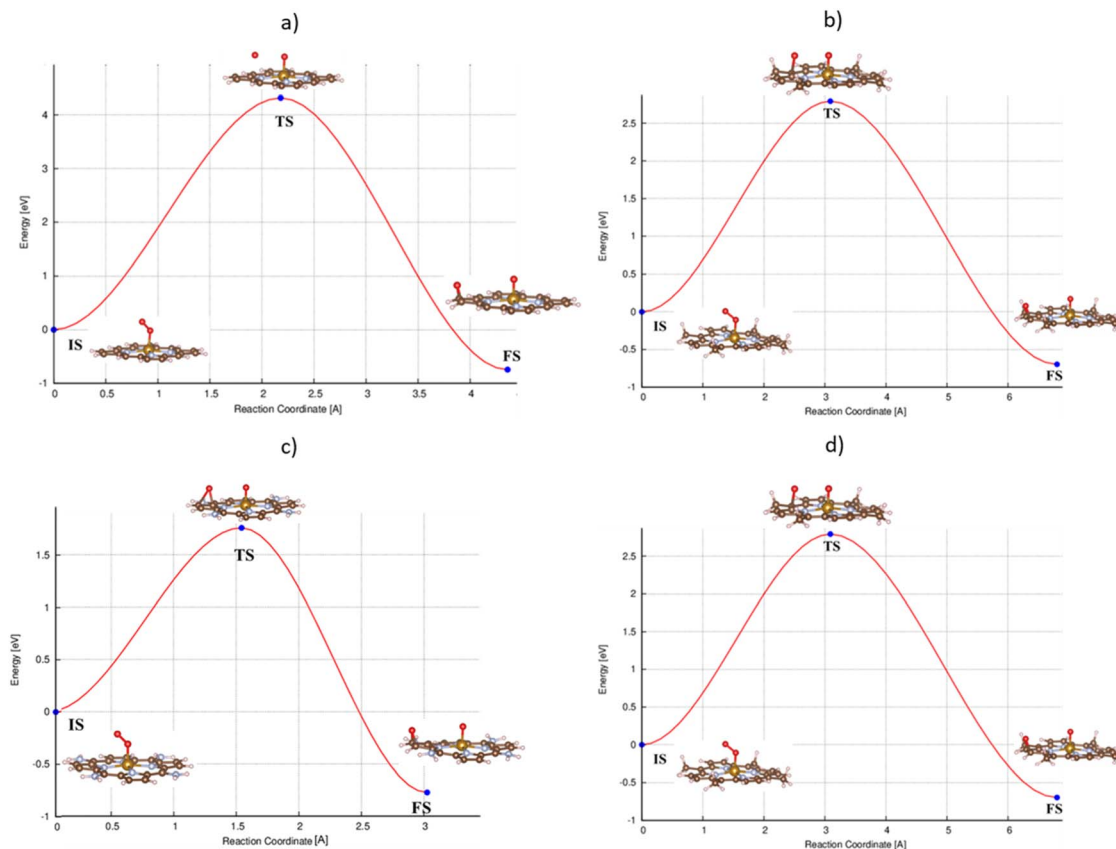 a)
TS
4
3
2
1
0
-1
Energy [eV]
IS
FS
0 0.5 1 1.5 2 2.5 3 3.5 4
Reaction Coordinate [A]
b)
TS
2.5
2
1.5
1
0.5
0
-0.5
-1
Energy [eV]
IS
FS
0 1 2 3 4 5 6
Reaction Coordinate [A]
c)
TS
1.5
1
0.5
0
-0.5
-1
Energy [eV]
IS
FS
0 0.5 1 1.5 2 2.5 3
Reaction Coordinate [A]
d)
TS
2.5
2
1.5
1
0.5
0
-0.5
-1
Energy [eV]
IS
FS
0 1 2 3 4 5 6
Reaction Coordinate [A]